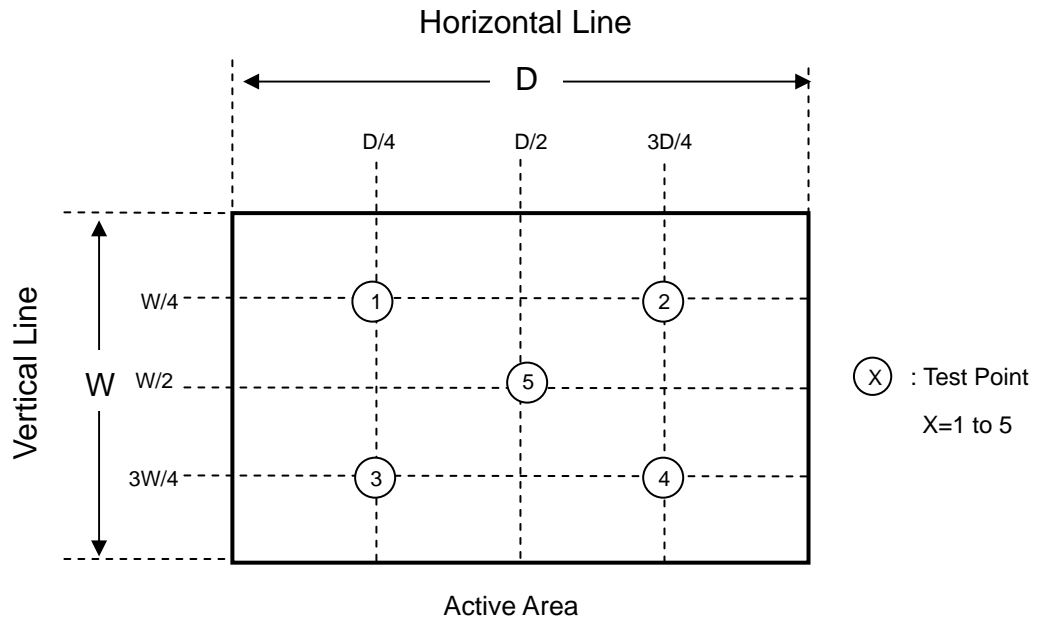 Horizontal Line
D
D/4 D/2 3D/4
Vertical Line
W
W/4 1 2
W/2 5
3W/4 3 4
X : Test Point
X=1 to 5
Active Area